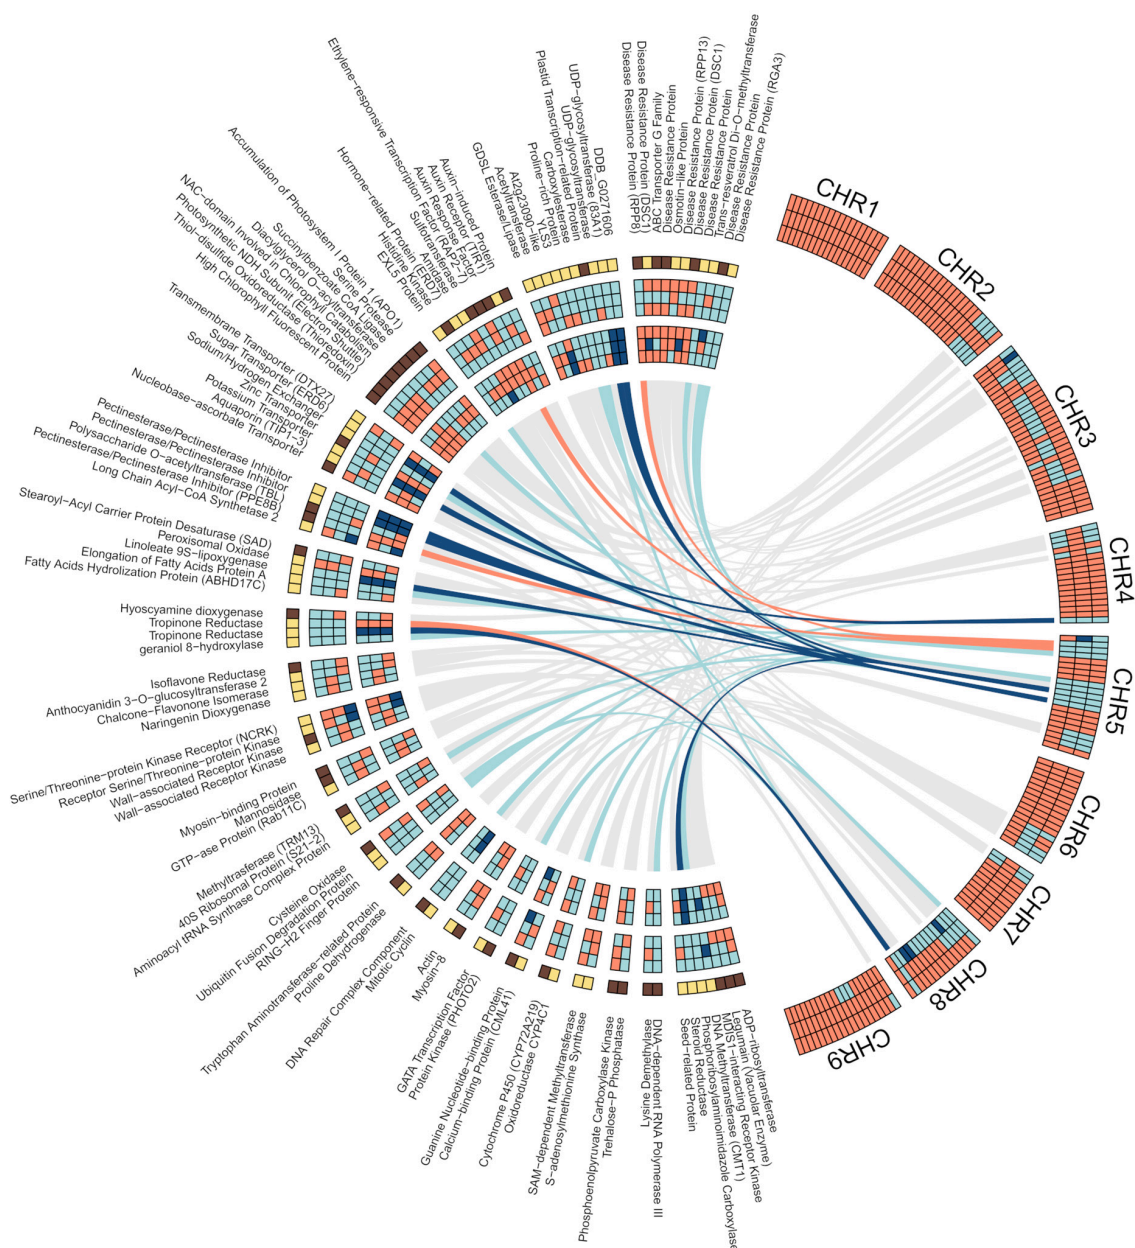 Ethylene-responsive Transcription Factor (RAP2-7)
Auxin-induced Protein
Auxin Receptor (TIR1)
Auxin Response Factor
Sulfotransferase
Amidase
Hormone-related Protein (ERD7)
Histidine Kinase
EXL3 Protein
GDSL Esterase/Lipase
Acetyltransferase
At2g23090-like
YLS3
Proline-rich Protein
Carboxylesterase
Plastid Transcription-related Protein
UDP-glycosyltransferase
UDP-glycosyltransferase (83A1)
DDB_G0271606
Disease Resistance Protein (RPP8)
Disease Resistance Protein (DSC1)
ABC Transporter G Family
Disease Resistance Protein
Osmotin-like Protein
Disease Resistance Protein (RPP13)
Disease Resistance Protein (DSC1)
Disease Resistance Protein
Trans-resveratrol Di-O-methyltransferase
Disease Resistance Protein
Disease Resistance Protein (RGA3)
CHR1
CHR2
CHR3
CHR4
CHR5
CHR6
CHR7
CHR8
CHR9
Accumulation of Photosystem I Protein 1 (APO1)
Serine Protease
Succinylbenzoate CoA Ligase
Diacylglycerol O-acyltransferase
NAC-domain Involved in Chlorophyll Catabolism
Photosynthetic NDH Subunit (Electron Shuttle)
Thiol-disulfide Oxidoreductase (Thioredoxin)
High Chlorophyll Fluorescent Protein
Transmembrane Transporter (DTX27)
Sugar Transporter (ERD6)
Sodium/Hydrogen Exchanger
Zinc Transporter
Potassium Transporter
Aquaporin (TIP1-3)
Nucleobase-ascorbate Transporter
Pectinesterase/Pectinesterase Inhibitor
Pectinesterase/Pectinesterase Inhibitor
Polysaccharide O-acetyltransferase (TBL)
Pectinesterase/Pectinesterase Inhibitor (PPE8B)
Long Chain Acyl-CoA Synthetase 2
Stearoyl-Acyl Carrier Protein Desaturase (SAD)
Peroxisomal Oxidase
Linoleate 9S-lipoxygenase
Elongation of Fatty Acids Protein A
Fatty Acids Hydrolization Protein (ABHD17C)
Hyoscyamine dioxygenase
Tropinone Reductase
Tropinone Reductase
geraniol 8-hydroxylase
Isoflavone Reductase
Anthocyanidin 3-O-glucosyltransferase 2
Chalcone-Flavonone Isomerase
Naringenin Dioxygenase
Serine/Threonine-protein Kinase Receptor (NCRK)
Receptor Serine/Threonine-protein Kinase
Wall-associated Receptor Kinase
Wall-associated Receptor Kinase
Myosin-binding Protein
Mannosidase
GTP-ase Protein (Rab11C)
Methyltrasferase (TRM13)
40S Ribosomal Protein (S21-2)
Aminoacyl tRNA Synthase Complex Protein
Cysteine Oxidase
Ubiquitin Fusion Degradation Protein
RING-H2 Finger Protein
Tryptophan Aminotransferase-related Protein
Proline Dehydrogenase
DNA Repair Complex Component
Mitotic Cyclin
Actin
Myosin-8
GATA Transcription Factor
Protein Kinase (PHOTO2)
Guanine Nucleotide-binding Protein
Calcium-binding Protein (CML41)
Cytochrome P450 (CYP72A219)
Oxidoreductase CYP4C1
SAM-dependent Methyltransferase
S-adenosylmethionine Synthase
Phosphoenolpyruvate Carboxylase Kinase
Trehalose-P Phosphatase
DNA-dependent RNA Polymerase III
Lysine Demethylase
ADP-ribosyltransferase
Legumain (Vacuolar Enzyme)
MDIS1-interacting Receptor Kinase
DNA Methyltransferase (CMT1)
Phosphoribosylaminoimidazole Carboxylase
Steroid Reductase
Seed-related Protein